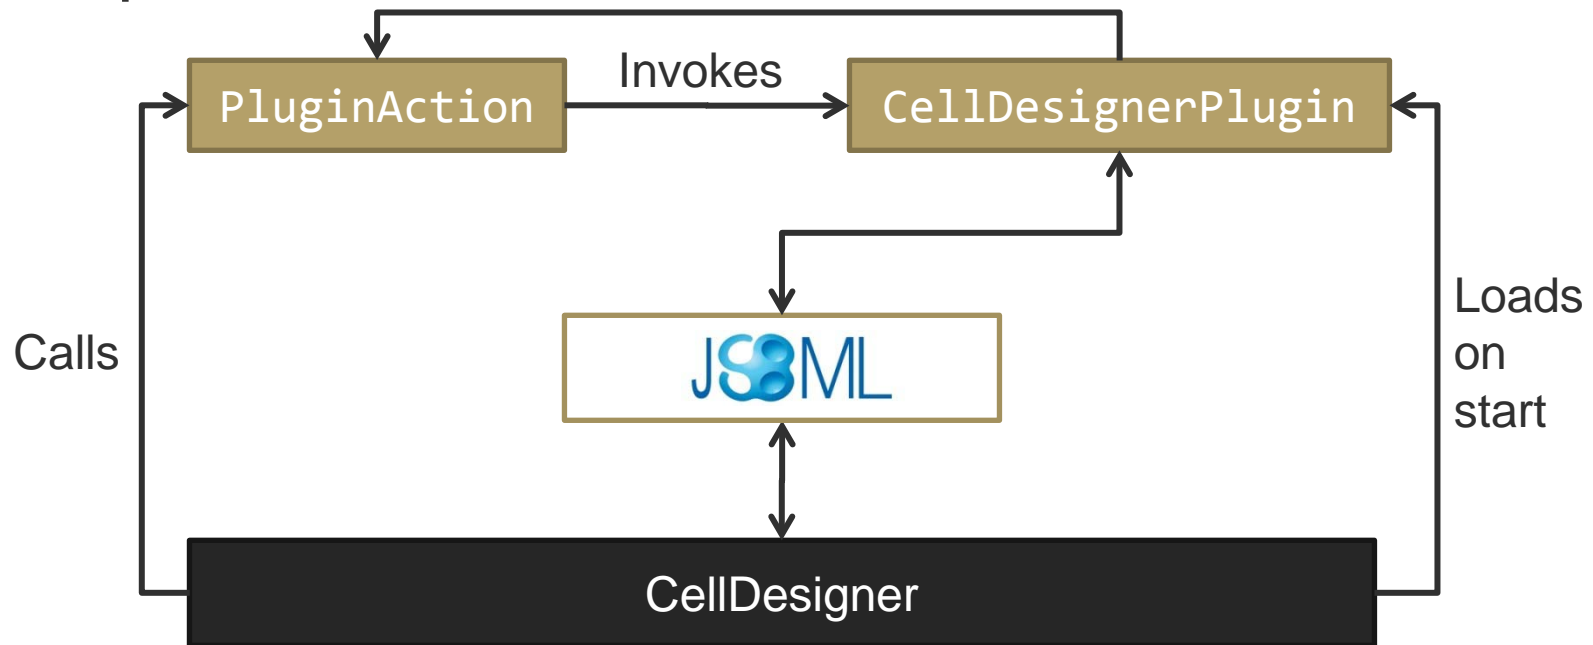 Invokes
PluginAction
CellDesignerPlugin
Calls
JSBML
Loads
on
start
CellDesigner